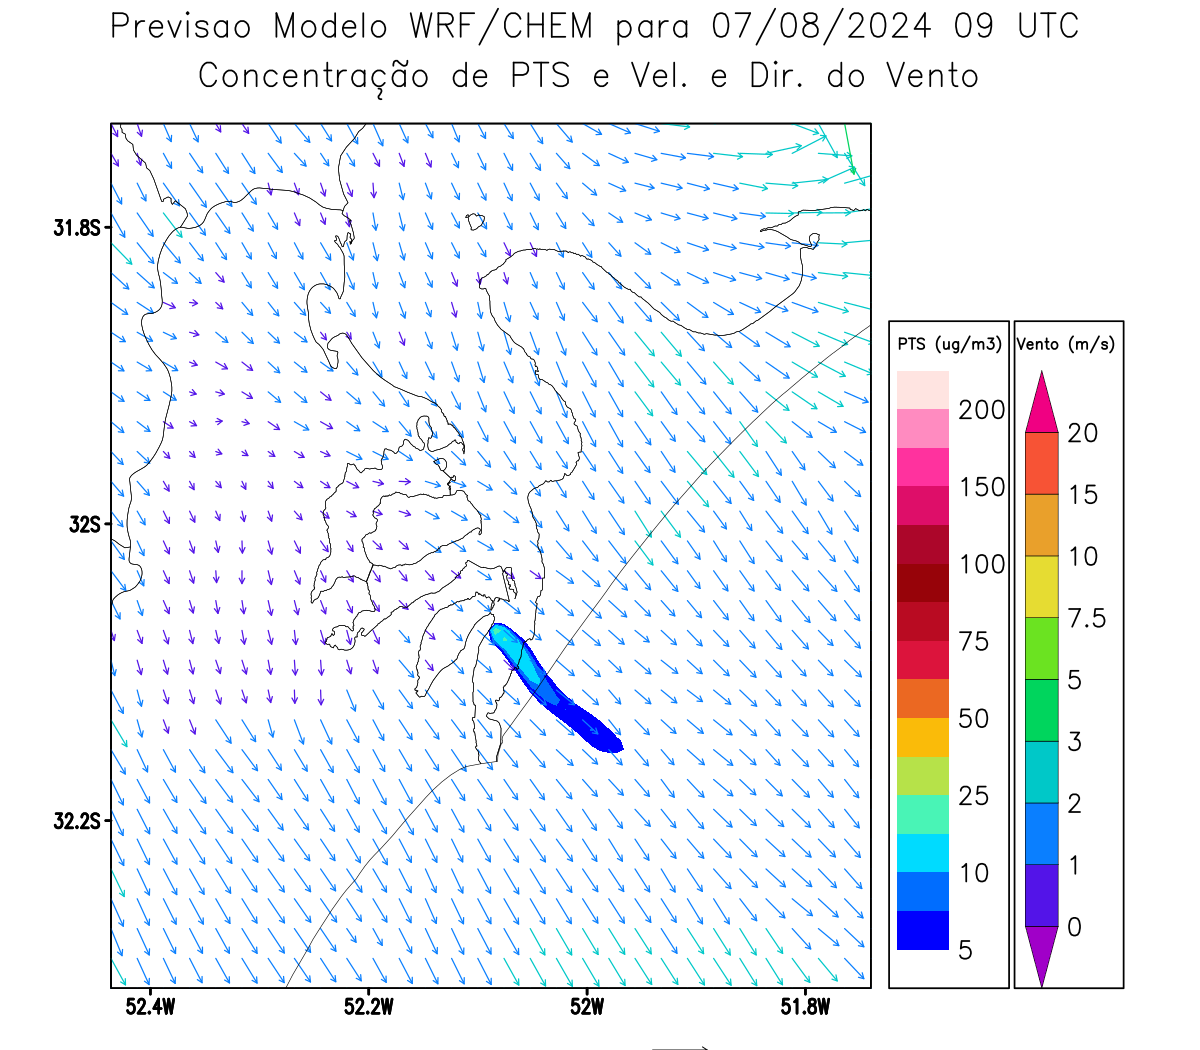 Previsao Modelo WRF/CHEM para 07/08/2024 09 UTC
Concentração de PTS e Vel. e Dir. do Vento
31.8S
32S
32.2S
52.4W
52.2W
52W
51.8W
PTS (ug/m3)
200
150
100
75
50
25
10
5
Vento (m/s)
20
15
10
7.5
5
3
2
1
0